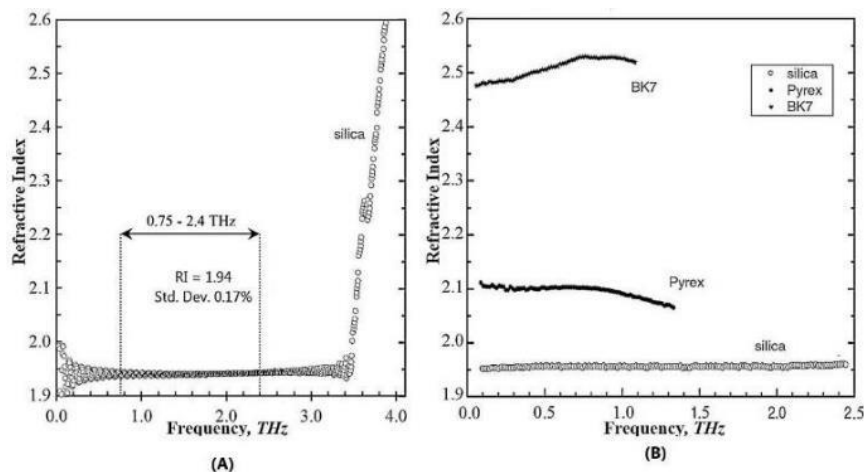 2.6
2.5
2.4
2.3
2.2
2.1
2.0
1.9
Refractive Index
silica
0.75 - 2.4 THz
RI = 1.94
Std. Dev. 0.17%
0.0
1.0
2.0
3.0
4.0
Frequency, THz
(A)
2.6
2.5
2.4
2.3
2.2
2.1
2.0
1.9
Refractive Index
BK7
silica
Pyrex
BK7
Pyrex
silica
0.0
0.5
1.0
1.5
2.0
2.5
Frequency, THz
(B)